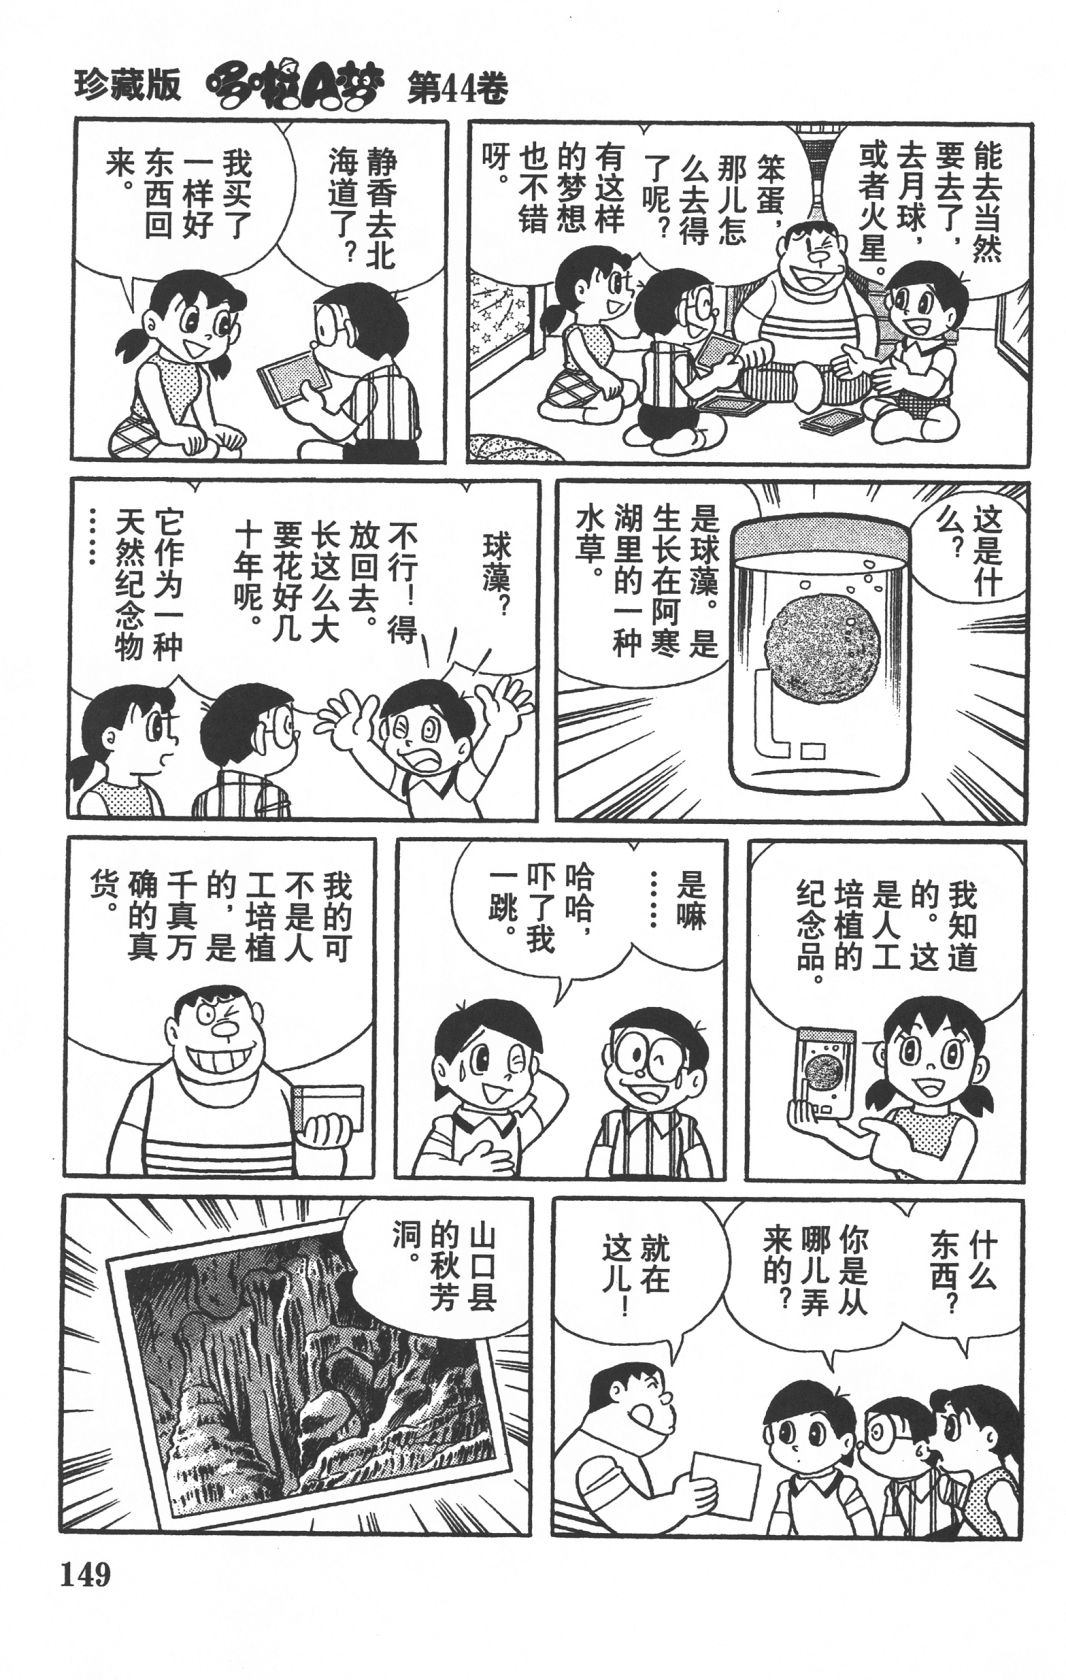 珍藏版 哆啦A梦 第44卷
能去当然
要去了，
去月球，
或者火星。
笨蛋，
那儿怎
么去得
了呢？
有这样
的梦想
也不错
呀。
静香去北
海道了？
我买了
一样好
东西回
来。
这是什
么？
是球藻。是
生长在阿寒
湖里的一种
水草。
球藻？
不行！得
放回去。
长这么大
要花好几
十年呢。
它作为一种
天然纪念物
……
我知道
的。这
是人工
培植的
纪念品。
是嘛
……
哈哈，
吓了我
一跳。
我的可
不是人
工培植
的，是
千真万
确的真
货。
什么
东西？
你是从
哪儿弄
来的？
就在
这儿！
山口县
的秋芳
洞。
149